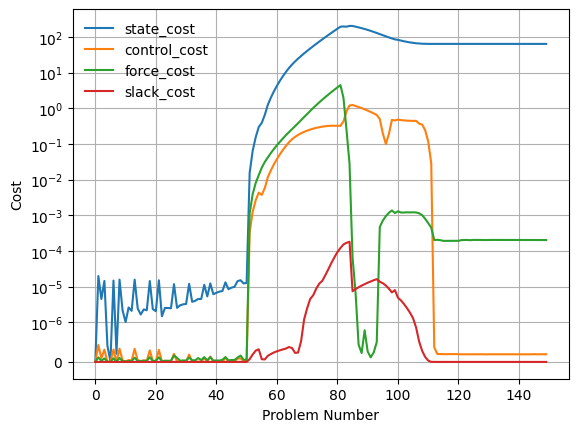 state_cost
control_cost
force_cost
slack_cost
10²
10¹
10⁰
10⁻¹
10⁻²
10⁻³
10⁻⁴
10⁻⁵
10⁻⁶
0
Cost
0 20 40 60 80 100 120 140
Problem Number